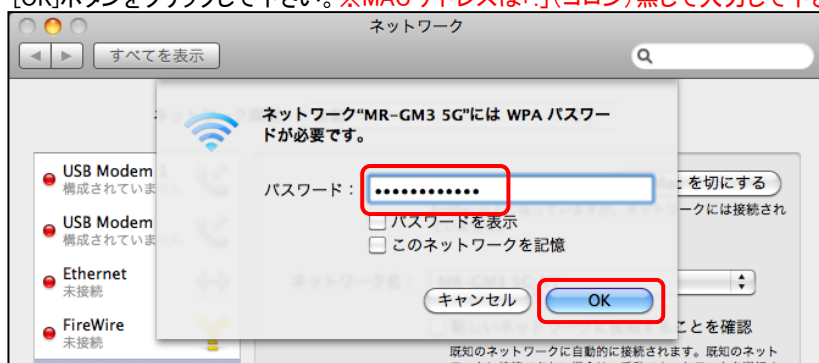 [OK]ボタンをクリックして下さい。※MACアドレスは「:」(コロン)無しで入力して下さ
ネットワーク
すべてを表示
ネットワーク“MR-GM3 5G”には WPA パスワー
ドが必要です。
USB Modem 1
構成されていま
パスワード：
••••••••••••
を切にする
パスワードを表示
ークには接続され
USB Modem
構成されていま
このネットワークを記憶
Ethernet
未接続
ネットワーク名：
MR-GM3 5G
キャンセル
OK
FireWire
未接続
ことを確認
既知のネットワークに自動的に接続されます。既知のネット